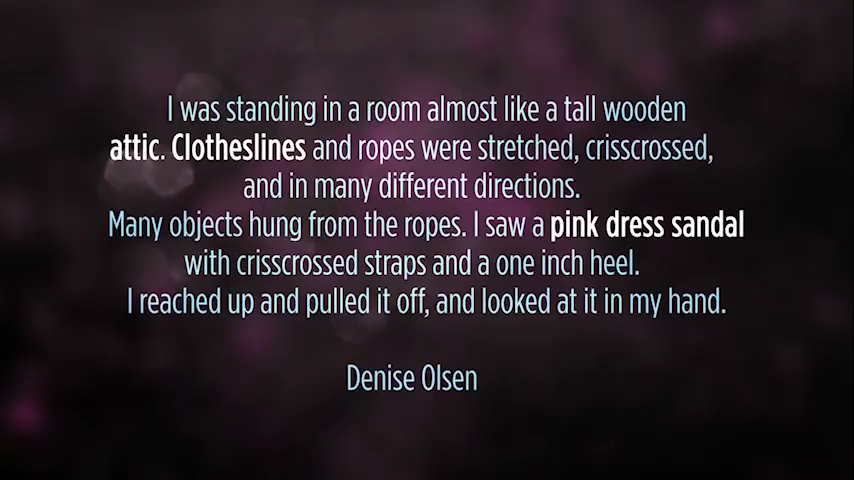 I was standing in a room almost like a tall wooden
attic. Clotheslines and ropes were stretched, crisscrossed,
and in many different directions.
Many objects hung from the ropes. I saw a pink dress sandal
with crisscrossed straps and a one inch heel.
I reached up and pulled it off, and looked at it in my hand.
Denise Olsen